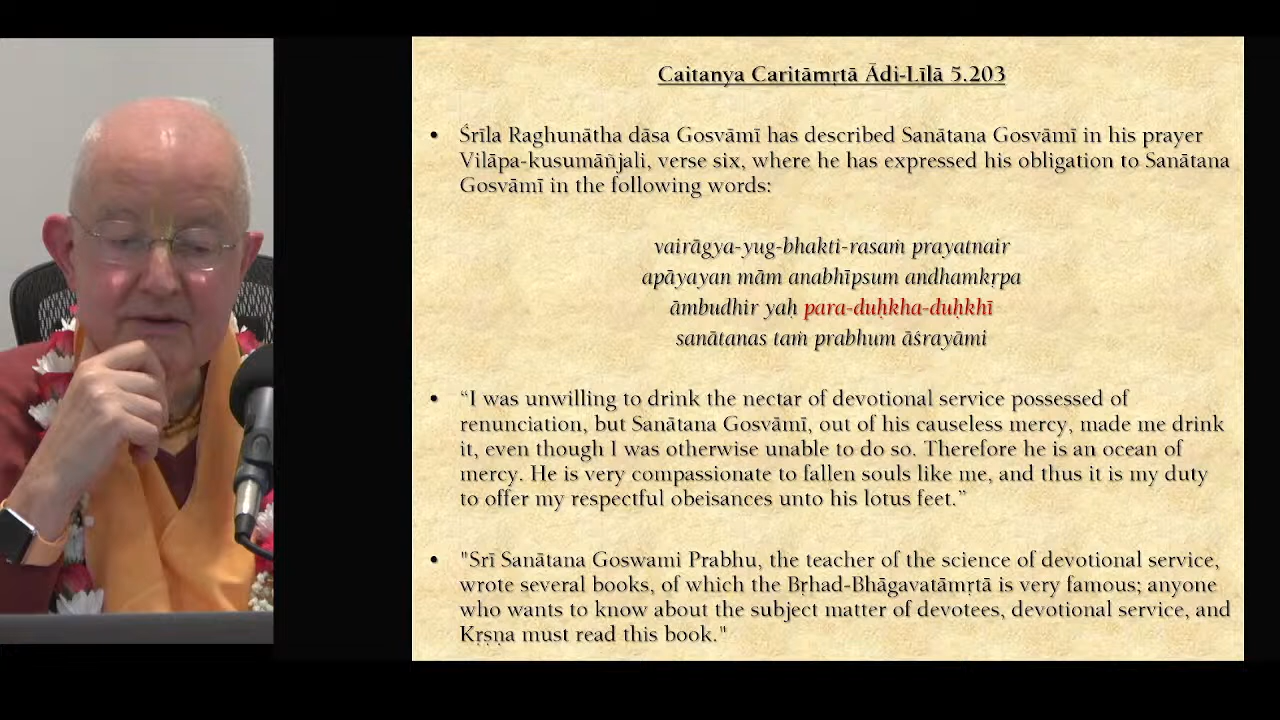 Caitanya Caritāmṛtā Ādi-Līlā 5.203
• Śrīla Raghunātha dāsa Gosvāmī has described Sanātana Gosvāmī in his prayer
Vilāpa-kusumāñjali, verse six, where he has expressed his obligation to Sanātana
Gosvāmī in the following words:
vairāgya-yug-bhakti-rasaṁ prayatnair
apāyayan mām anabhīpsum andhamkṛpa
āmbudhir yah para-duḥkha-duḥkhī
sanātanas taṁ prabhum āśrayāmi
• “I was unwilling to drink the nectar of devotional service possessed of
renunciation, but Sanātana Gosvāmī, out of his causeless mercy, made me drink
it, even though I was otherwise unable to do so. Therefore he is an ocean of
mercy. He is very compassionate to fallen souls like me, and thus it is my duty
to offer my respectful obeisances unto his lotus feet.”
• "Srī Sanātana Goswami Prabhu, the teacher of the science of devotional service,
wrote several books, of which the Bṛhad-Bhāgavatāmṛtā is very famous; anyone
who wants to know about the subject matter of devotees, devotional service, and
Kṛṣṇa must read this book."